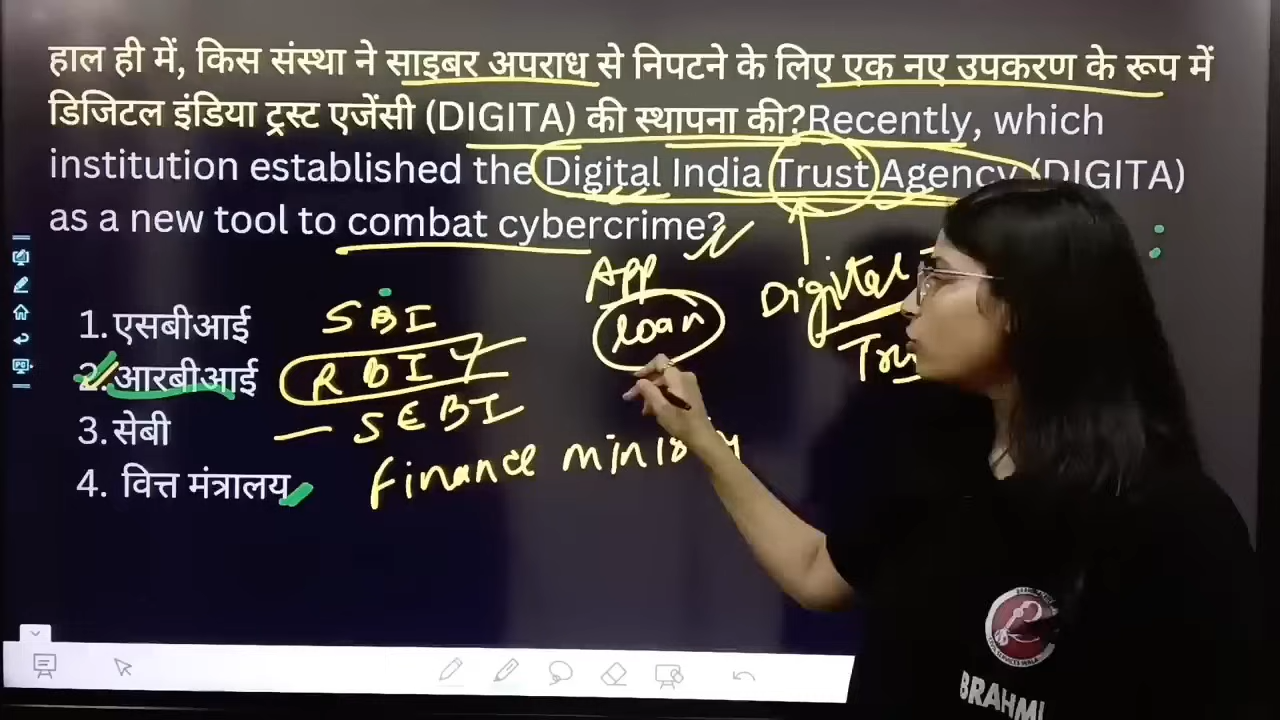 हाल ही में, किस संस्था ने साइबर अपराध से निपटने के लिए एक नए उपकरण के रूप में
डिजिटल इंडिया ट्रस्ट एजेंसी (DIGITA) की स्थापना की?Recently, which
institution established the Digital India Trust Agency (DIGITA)
as a new tool to combat cybercrime?
App
Digital
1. एसबीआई SBI
loan
Tru
2. आरबीआई RBI
3. सेबी SEBI
4. वित्त मंत्रालय finance ministry
BRAHMI